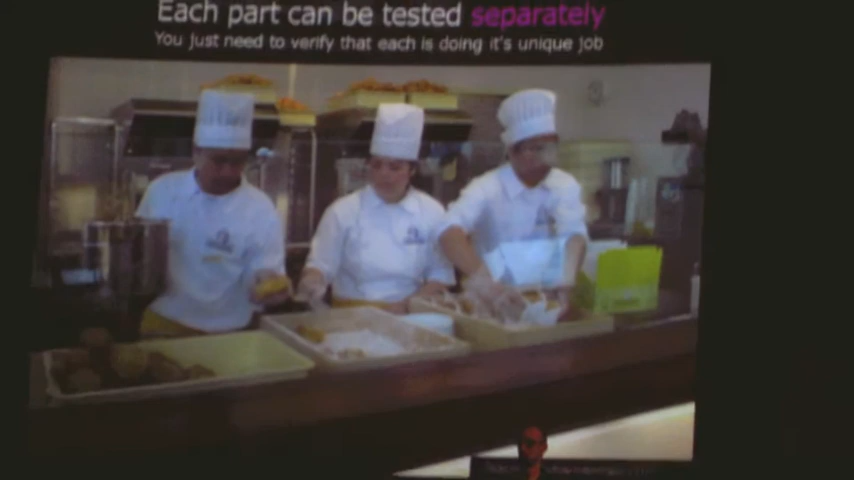 Each part can be tested separately
You just need to verify that each is doing it's unique job